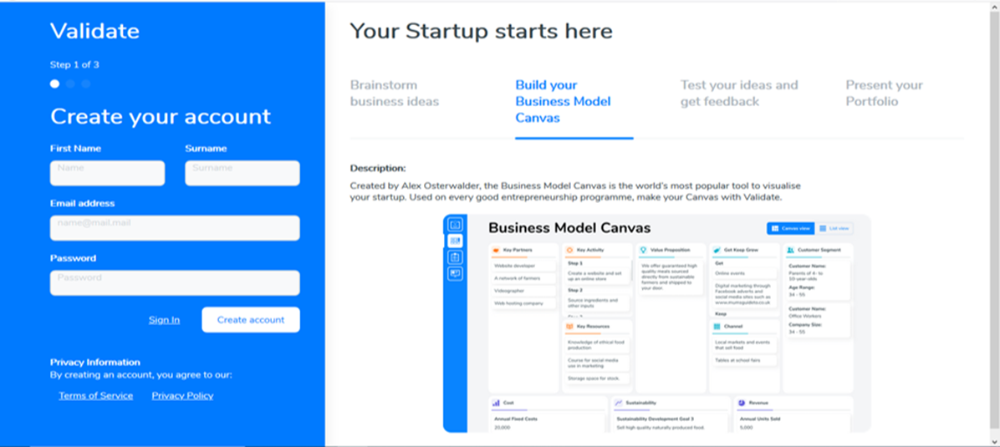 Validate
Step 1 of 3
Create your account
First Name
Surname
Name
Surname
Email address
name@mail.mail
Password
Password
Sign In
Create account
Privacy Information
By creating an account, you agree to our:
Terms of Service
Privacy Policy
Your Startup starts here
Brainstorm
business ideas
Build your
Business Model
Canvas
Test your ideas and
get feedback
Present your
Portfolio
Description:
Created by Alex Osterwalder, the Business Model Canvas is the world's most popular tool to visualise
your startup. Used on every good entrepreneurship programme, make your Canvas with Validate.
Business Model Canvas
Canvas view
List view
Key Partners
Website developer
A network of farmers
Videographer
Web hosting company
Key Activity
Step 1
Create a website and set
up an online store
Step 2
Source ingredients and
other inputs
Key Resources
Knowledge of ethical food
production
Course for social media
use in marketing
Storage space for stock.
Value Proposition
We offer guaranteed high
quality meals sourced
directly from sustainable
farmers and shipped to
your door.
Get Keep Grow
Get
Online events
Digital marketing through
Facebook adverts and
social media sites such as
www.mumsguideto.co.uk
Keep
Channel
Local markets and events
that sell food
Tables at school fairs
Customer Segment
Customer Name:
Parents of 4- to
10-year-olds
Age Range:
34 - 55
Customer Name:
Office Workers
Company Size:
34 - 55
Cost
Annual Fixed Costs
20,000
Sustainability
Sustainability Development Goal 3
Sell high quality naturally produced food.
Revenue
Annual Units Sold
5,000